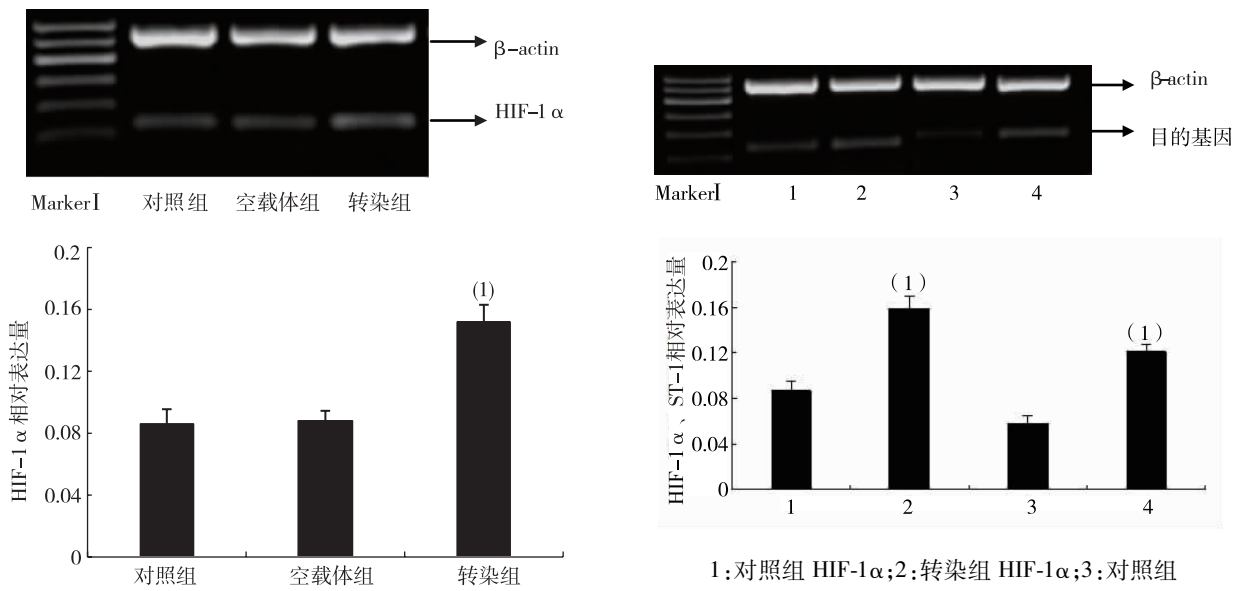 β-actin
HIF-1 α
MarkerⅠ 对照组 空载体组 转染组
HIF-1 α 相对表达量
0.2
0.16
0.12
0.08
0.04
0
(1)
对照组 空载体组 转染组
β-actin
目的基因
MarkerⅠ 1 2 3 4
HIF-1 α、ST-1相对表达量
0.2
0.16
0.12
0.08
0.04
0
(1)
(1)
1 2 3 4
1:对照组 HIF-1α;2:转染组 HIF-1α;3:对照组